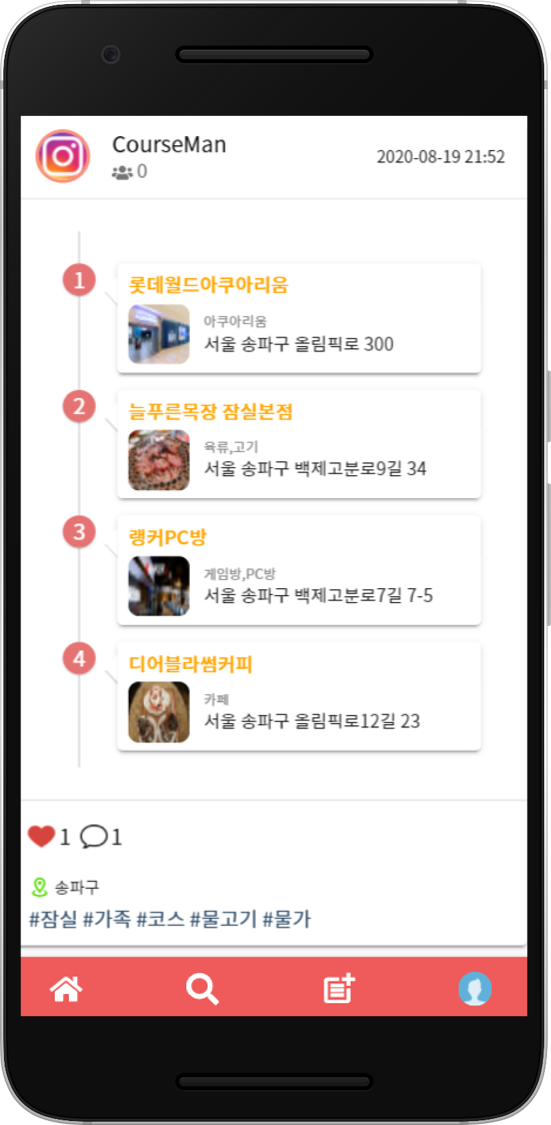 CourseMan
0
2020-08-19 21:52
1
롯데월드아쿠아리움
아쿠아리움
서울 송파구 올림픽로 300
2
늘푸른목장 잠실본점
육류,고기
서울 송파구 백제고분로9길 34
3
랭커PC방
게임방,PC방
서울 송파구 백제고분로7길 7-5
4
디어블라썸커피
카페
서울 송파구 올림픽로12길 23
1 1
송파구
#잠실 #가족 #코스 #물고기 #물가